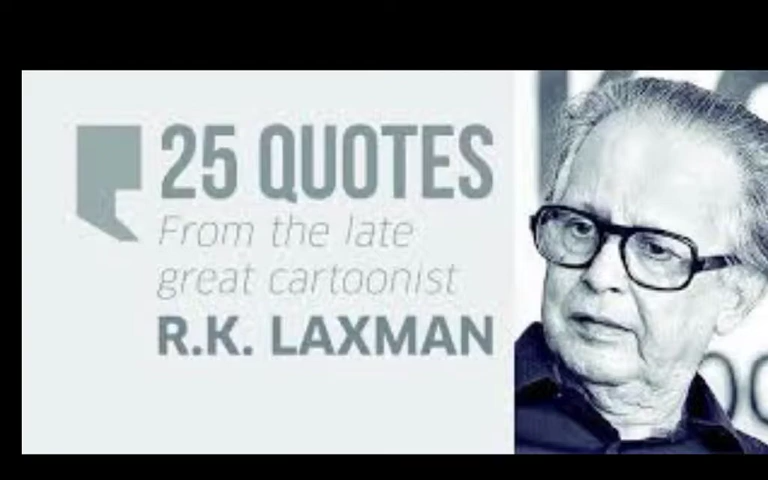 25 QUOTES
From the late
great cartoonist
R.K. LAXMAN